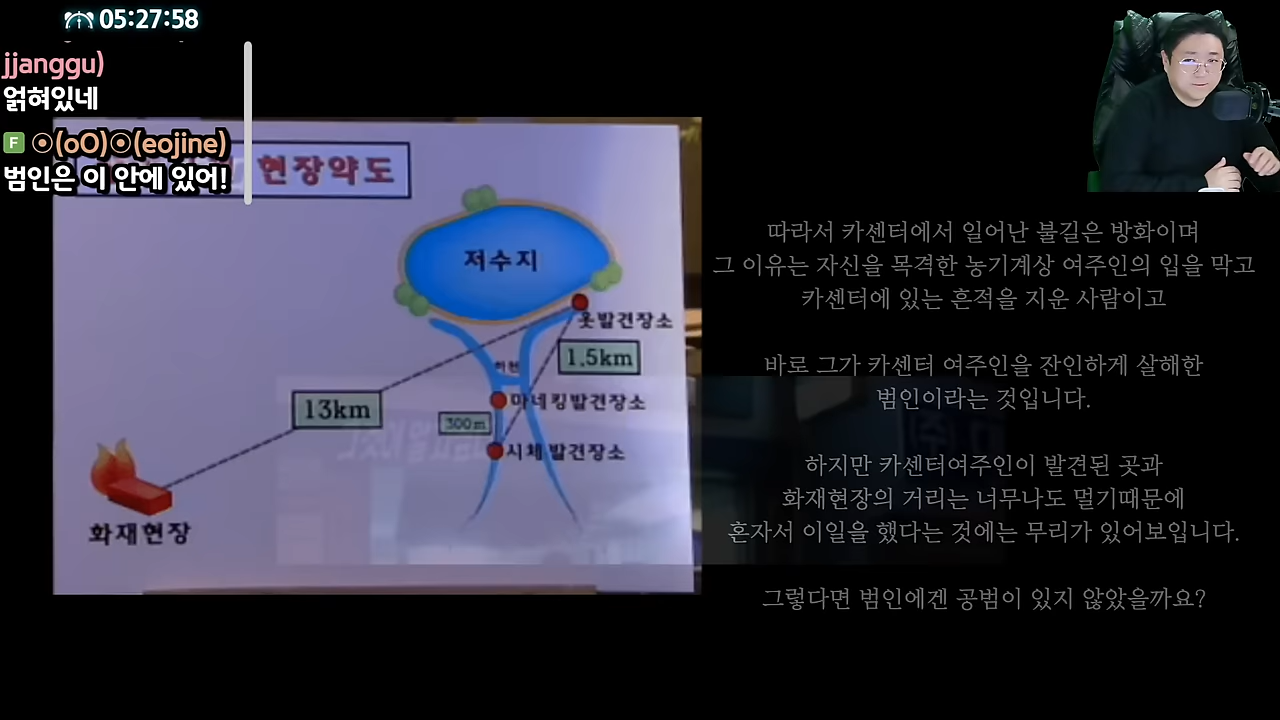 05:27:58
jjanggu)
얽혀있네
F ⊙(oO)⊙(eojine)
범인은 이 안에 있어!
현장약도
저수지
옷발견장소
1.5km
하천
13km
마네킹발견장소
300m
시체발견장소
화재현장
따라서 카센터에서 일어난 불길은 방화이며
그 이유는 자신을 목격한 농기계상 여주인의 입을 막고
카센터에 있는 흔적을 지운 사람이고
바로 그가 카센터 여주인을 잔인하게 살해한
범인이라는 것입니다.
하지만 카센터여주인이 발견된 곳과
화재현장의 거리는 너무나도 멀기때문에
혼자서 이일을 했다는 것에는 무리가 있어보입니다.
그렇다면 범인에겐 공범이 있지 않았을까요?